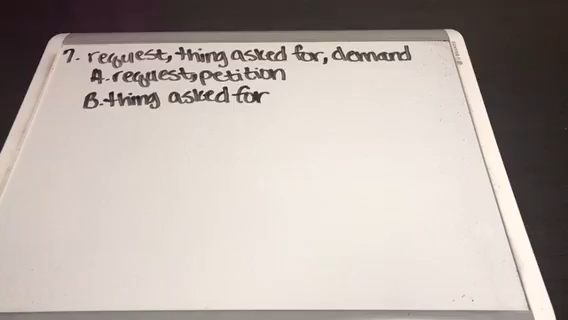 7. request, thing asked for, demand
A. request, petition
B. thing asked for